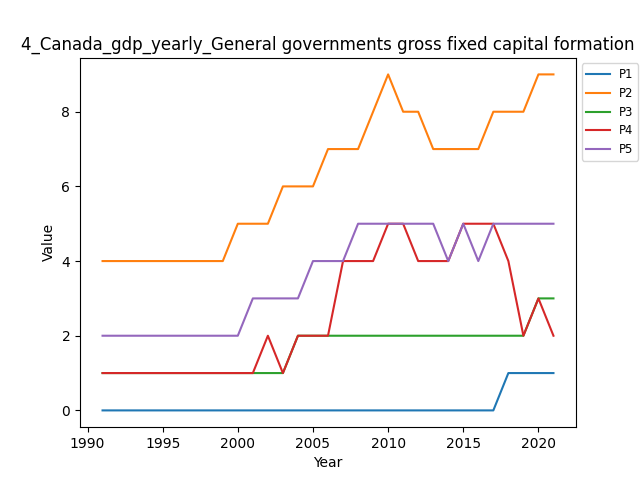 4_Canada_gdp_yearly_General governments gross fixed capital formation
P1
P2
P3
P4
P5
Value
8
6
4
2
0
1990 1995 2000 2005 2010 2015 2020
Year